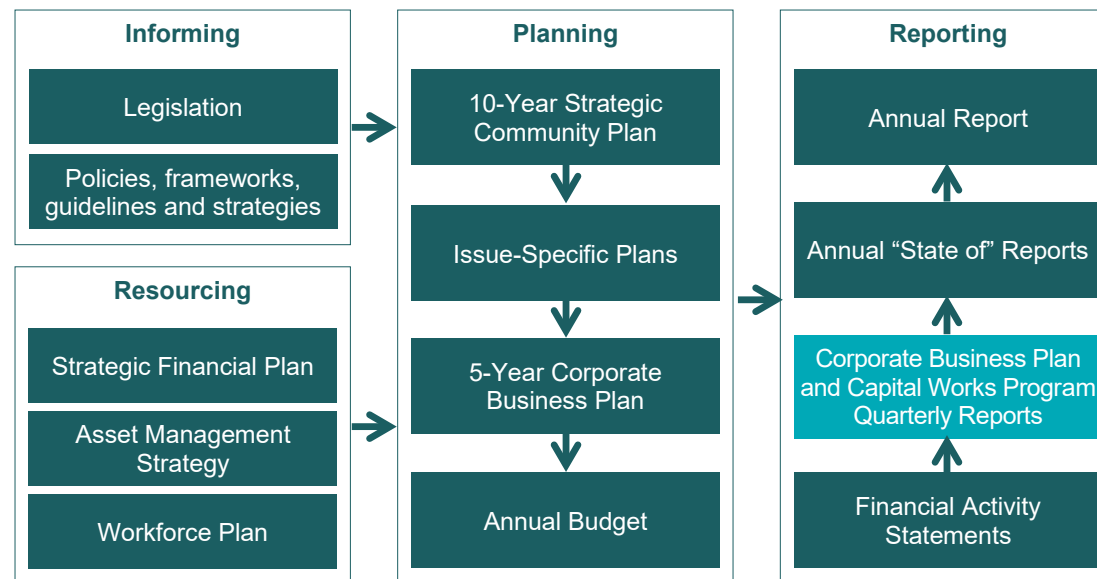 Informing
Legislation
Policies, frameworks,
guidelines and strategies
Resourcing
Strategic Financial Plan
Asset Management
Strategy
Workforce Plan
Planning
10-Year Strategic
Community Plan
Issue-Specific Plans
5-Year Corporate
Business Plan
Annual Budget
Reporting
Annual Report
Annual “State of” Reports
Corporate Business Plan
and Capital Works Program
Quarterly Reports
Financial Activity
Statements